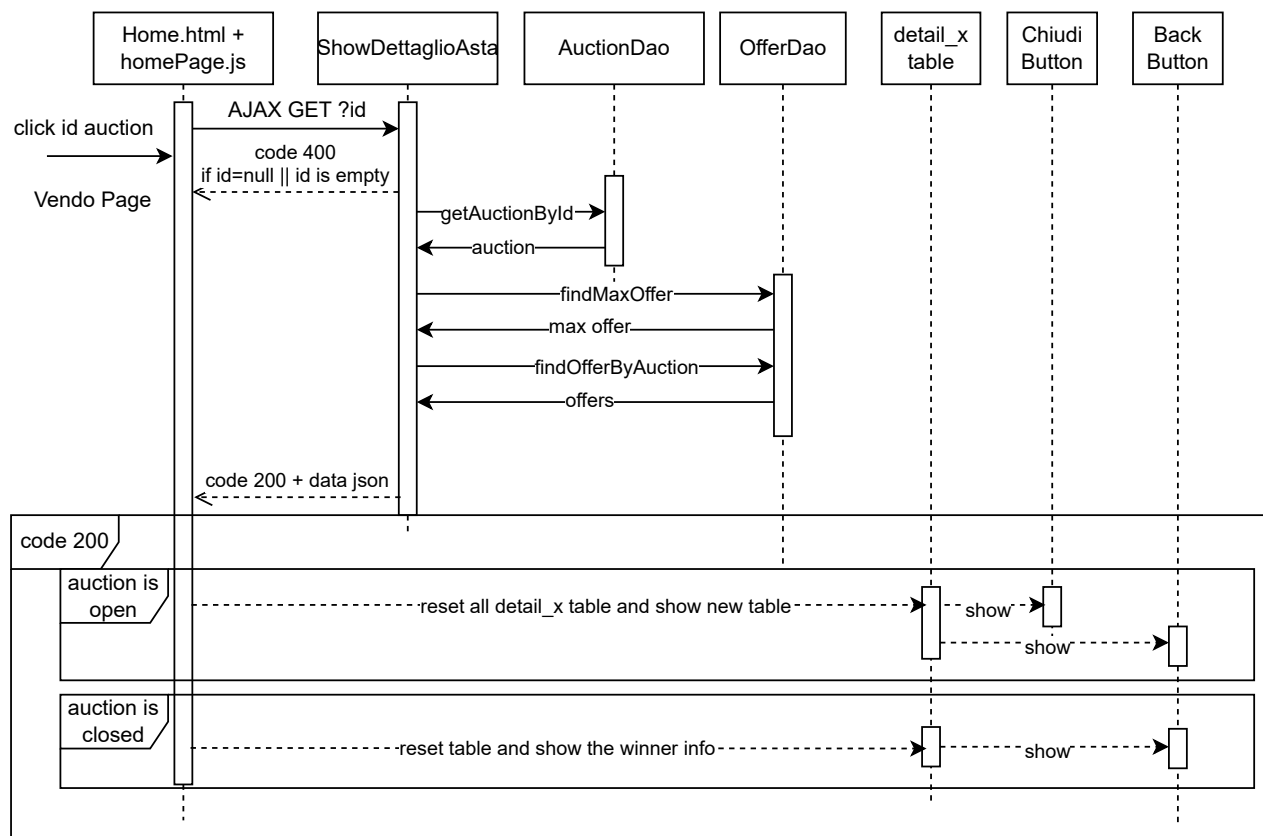 Home.html +
homePage.js
ShowDettaglioAsta
AuctionDao
OfferDao
detail_x
table
Chiudi
Button
Back
Button
AJAX GET ?id
click id auction
code 400
if id=null || id is empty
Vendo Page
getAuctionById
auction
findMaxOffer
max offer
findOfferByAuction
offers
code 200 + data json
code 200
auction is
open
reset all detail_x table and show new table
show
show
auction is
closed
reset table and show the winner info
show